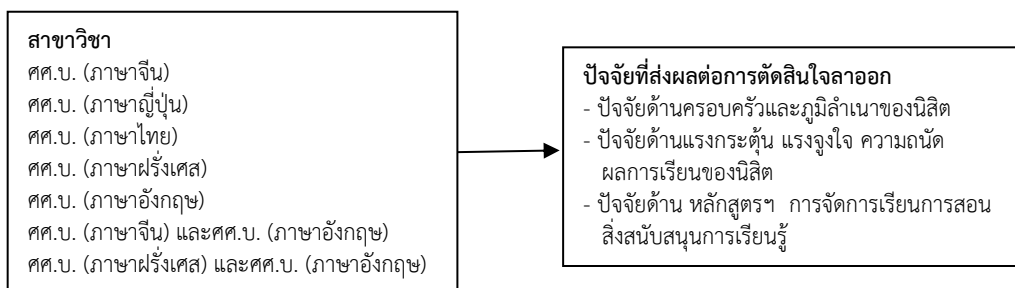 สาขาวิชา
ศศ.บ. (ภาษาจีน)
ศศ.บ. (ภาษาญี่ปุ่น)
ศศ.บ. (ภาษาไทย)
ศศ.บ. (ภาษาฝรั่งเศส)
ศศ.บ. (ภาษาอังกฤษ)
ศศ.บ. (ภาษาจีน) และศศ.บ. (ภาษาอังกฤษ)
ศศ.บ. (ภาษาฝรั่งเศส) และศศ.บ. (ภาษาอังกฤษ)
ปัจจัยที่ส่งผลต่อการตัดสินใจลาออก
- ปัจจัยด้านครอบครัวและภูมิลำเนาของนิสิต
- ปัจจัยด้านแรงกระตุ้น แรงจูงใจ ความถนัด
ผลการเรียนของนิสิต
- ปัจจัยด้าน หลักสูตรฯ การจัดการเรียนการสอน
สิ่งสนับสนุนการเรียนรู้